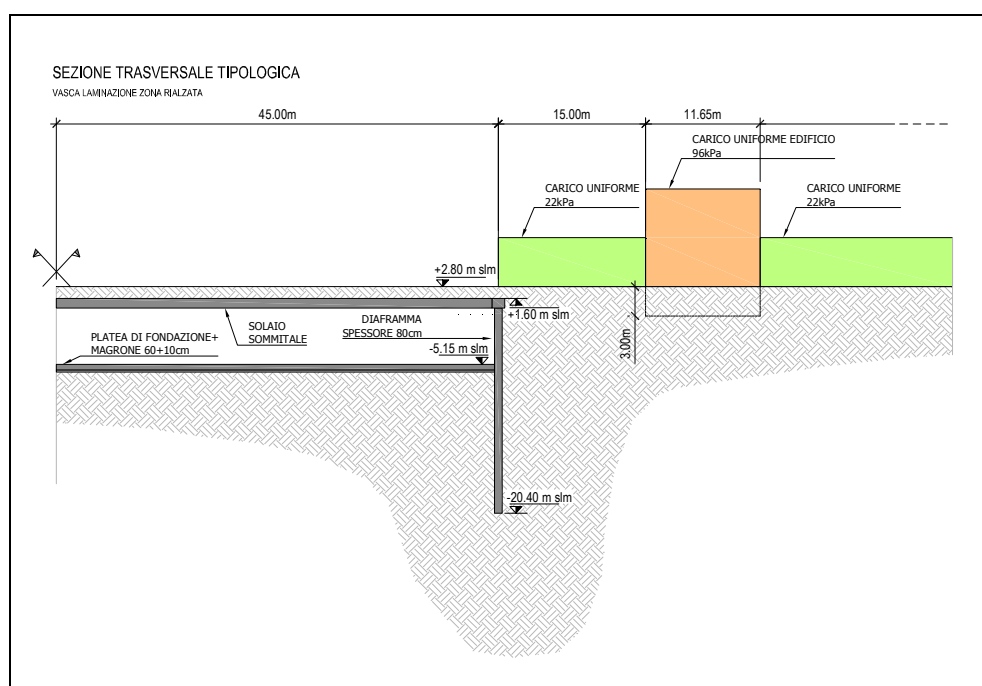 SEZIONE TRASVERSALE TIPOLOGICA
VASCA LAMINAZIONE ZONA RIALZATA
45.00m
15.00m
11.65m
CARICO UNIFORME EDIFICIO
96kPa
CARICO UNIFORME
22kPa
CARICO UNIFORME
22kPa
+2.80 m slm
+1.60 m slm
SOLAIO
SOMMITALE
DIAFRAMMA
SPESSORE 80cm
PLATEA DI FONDAZIONE+
MAGRONE 60+10cm
-5.15 m slm
3.00m
-20.40 m slm